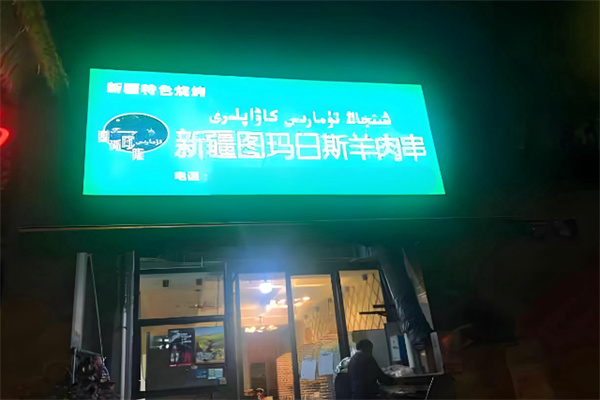 新疆特色烧烤
شىنجاڭ تۇمارىس كاۋاپلىرى
新疆图玛日斯羊肉串
电话: